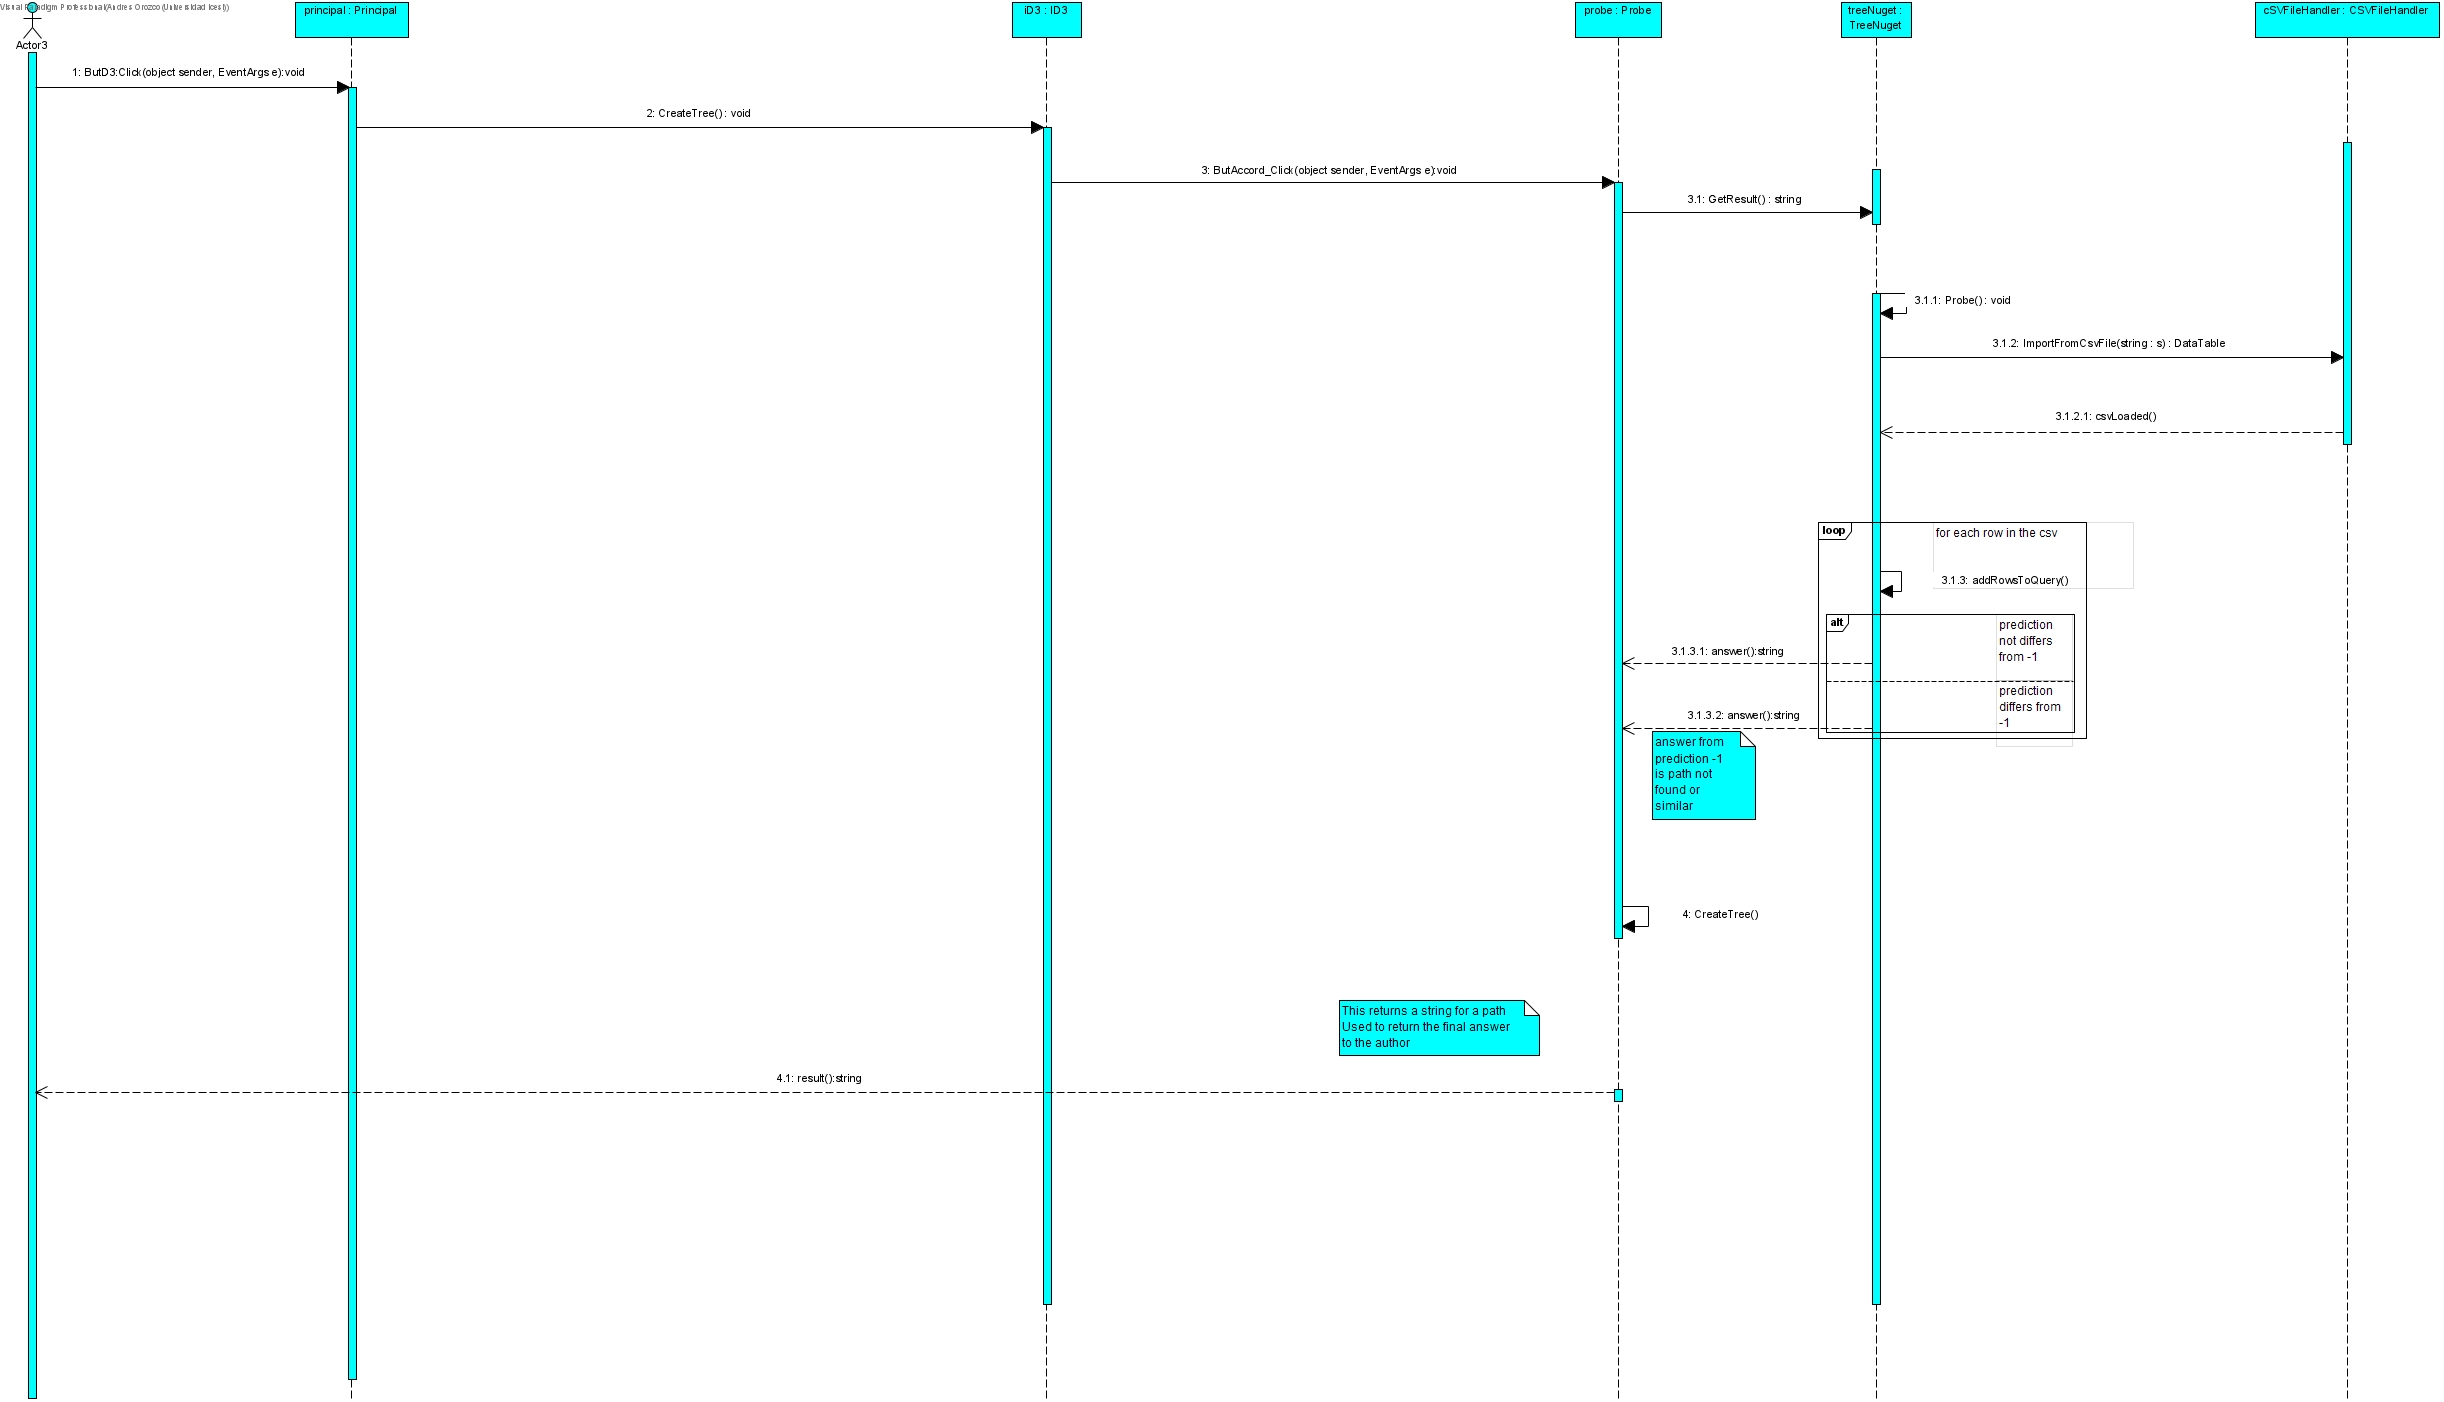 Visual Paradigm Professional(Andres Orozco (Universidad Icesi))
Actor3
principal : Principal
iD3 : ID3
probe : Probe
treeNuget :
TreeNuget
cSVFileHandler : CSVFileHandler
1: ButD3:Click(object sender, EventArgs e):void
2: CreateTree() : void
3: ButAccord_Click(object sender, EventArgs e):void
3.1: GetResult() : string
3.1.1: Probe() : void
3.1.2: ImportFromCsvFile(string : s) : DataTable
3.1.2.1: csvLoaded()
loop
for each row in the csv
3.1.3: addRowsToQuery()
alt
prediction
not differs
from -1
3.1.3.1: answer():string
prediction
differs from
-1
3.1.3.2: answer():string
answer from
prediction -1
is path not
found or
similar
4: CreateTree()
This returns a string for a path
Used to return the final answer
to the author
4.1: result():string